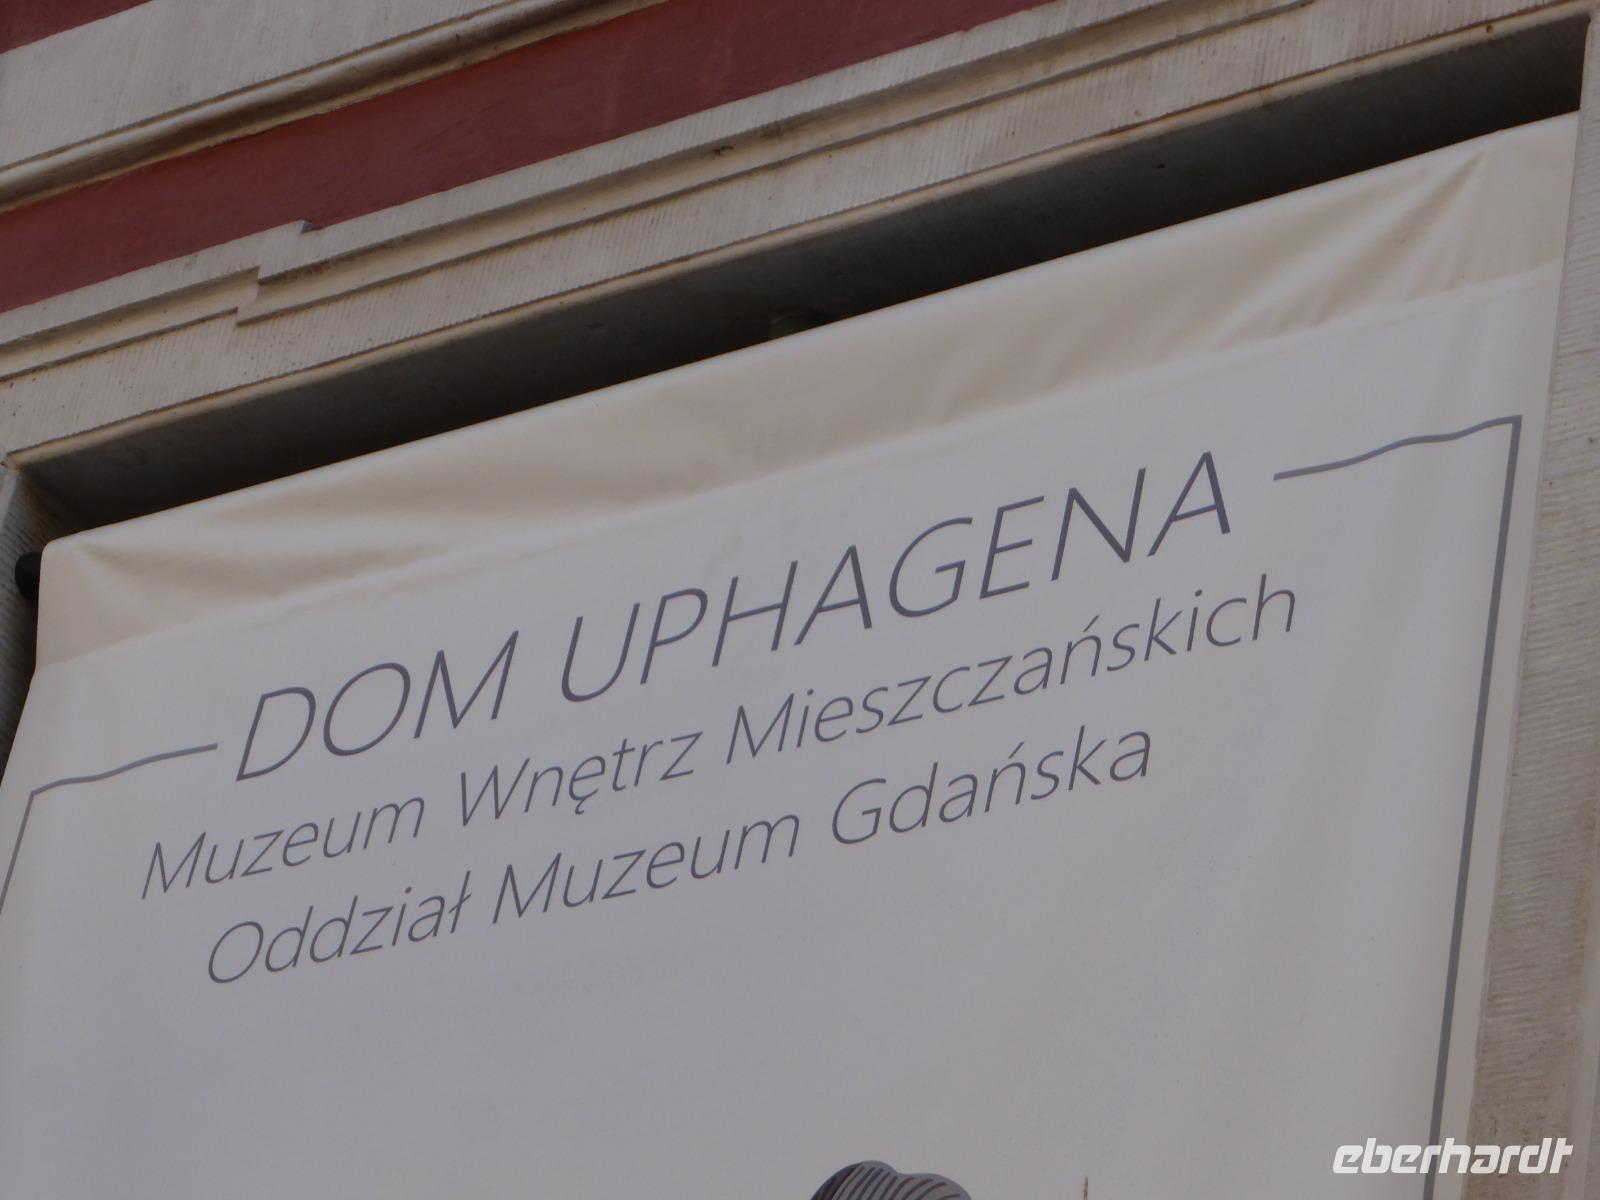 DOM UPHAGENA
Muzeum Wnętrz Mieszczańskich
Oddział Muzeum Gdańska
eberhardt